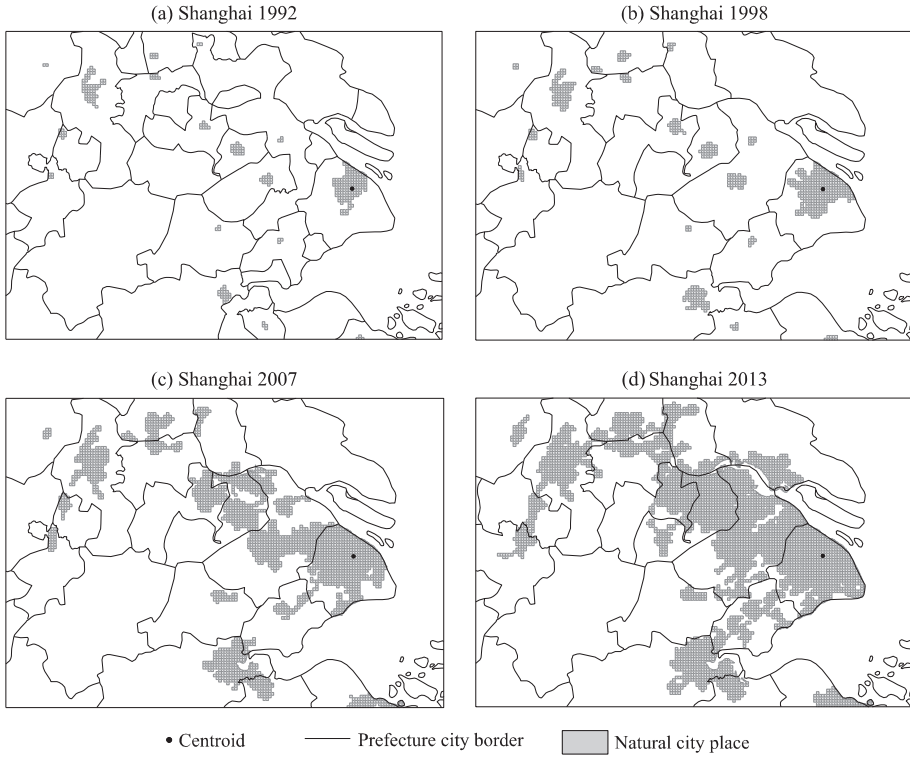 (a) Shanghai 1992
(b) Shanghai 1998
(c) Shanghai 2007
(d) Shanghai 2013
Centroid
Prefecture city border
Natural city place